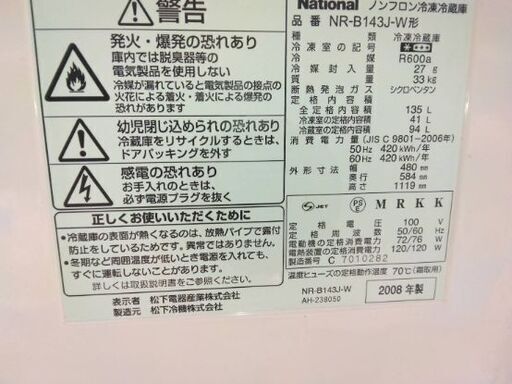 警告
発火・爆発の恐れあり
庫内では脱臭器等の
電気製品を使用しない
冷媒が漏れていると電気製品の接点の
火花による着火・着火による爆発の
恐れがあります
幼児閉じ込められの恐れあり
冷蔵庫をリサイクルするときは、
ドアパッキングを外す
感電の恐れあり
お手入れのときは、
必ず電源プラグを抜く
正しくお使いいただくために
●冷蔵庫の表面が熱くなるのは、放熱パイプで露付
防止をしているためです。異常ではありません。
●冬期など周囲温度が低いとき電源を入れても、
すぐに運転しないことがあります。
詳しくは取扱説明書をご覧ください。
表示者 松下電器産業株式会社
製造元 松下冷機株式会社
National ノンフロン冷凍冷蔵庫
品番 NR-B143J-W形
種類 冷凍冷蔵庫
冷凍室の記号
冷媒 R600a
冷媒封入量 27 g
質量 33 kg
断熱発泡ガス シクロペンタン
定格内容積
全定格内容積 135 L
冷凍室の定格内容積 41 L
冷蔵室の定格内容積 94 L
消費電力量 (JIS C 9801-2006年)
50 Hz 420 kWh/年
60 Hz 420 kWh/年
外形寸法 幅 480 mm
奥行 584 mm
高さ 1119 mm
JET PSE MRKK
定格電圧 100 V
定格周波数 50/60 Hz
電動機の定格消費電力 72/76 W
電熱装置の定格消費電力 120/120 W
製造番号 C 7010282
温度ヒューズの定格動作温度 70℃ (霜取用)
NR-B143J-W
AH-239050
2008 年製